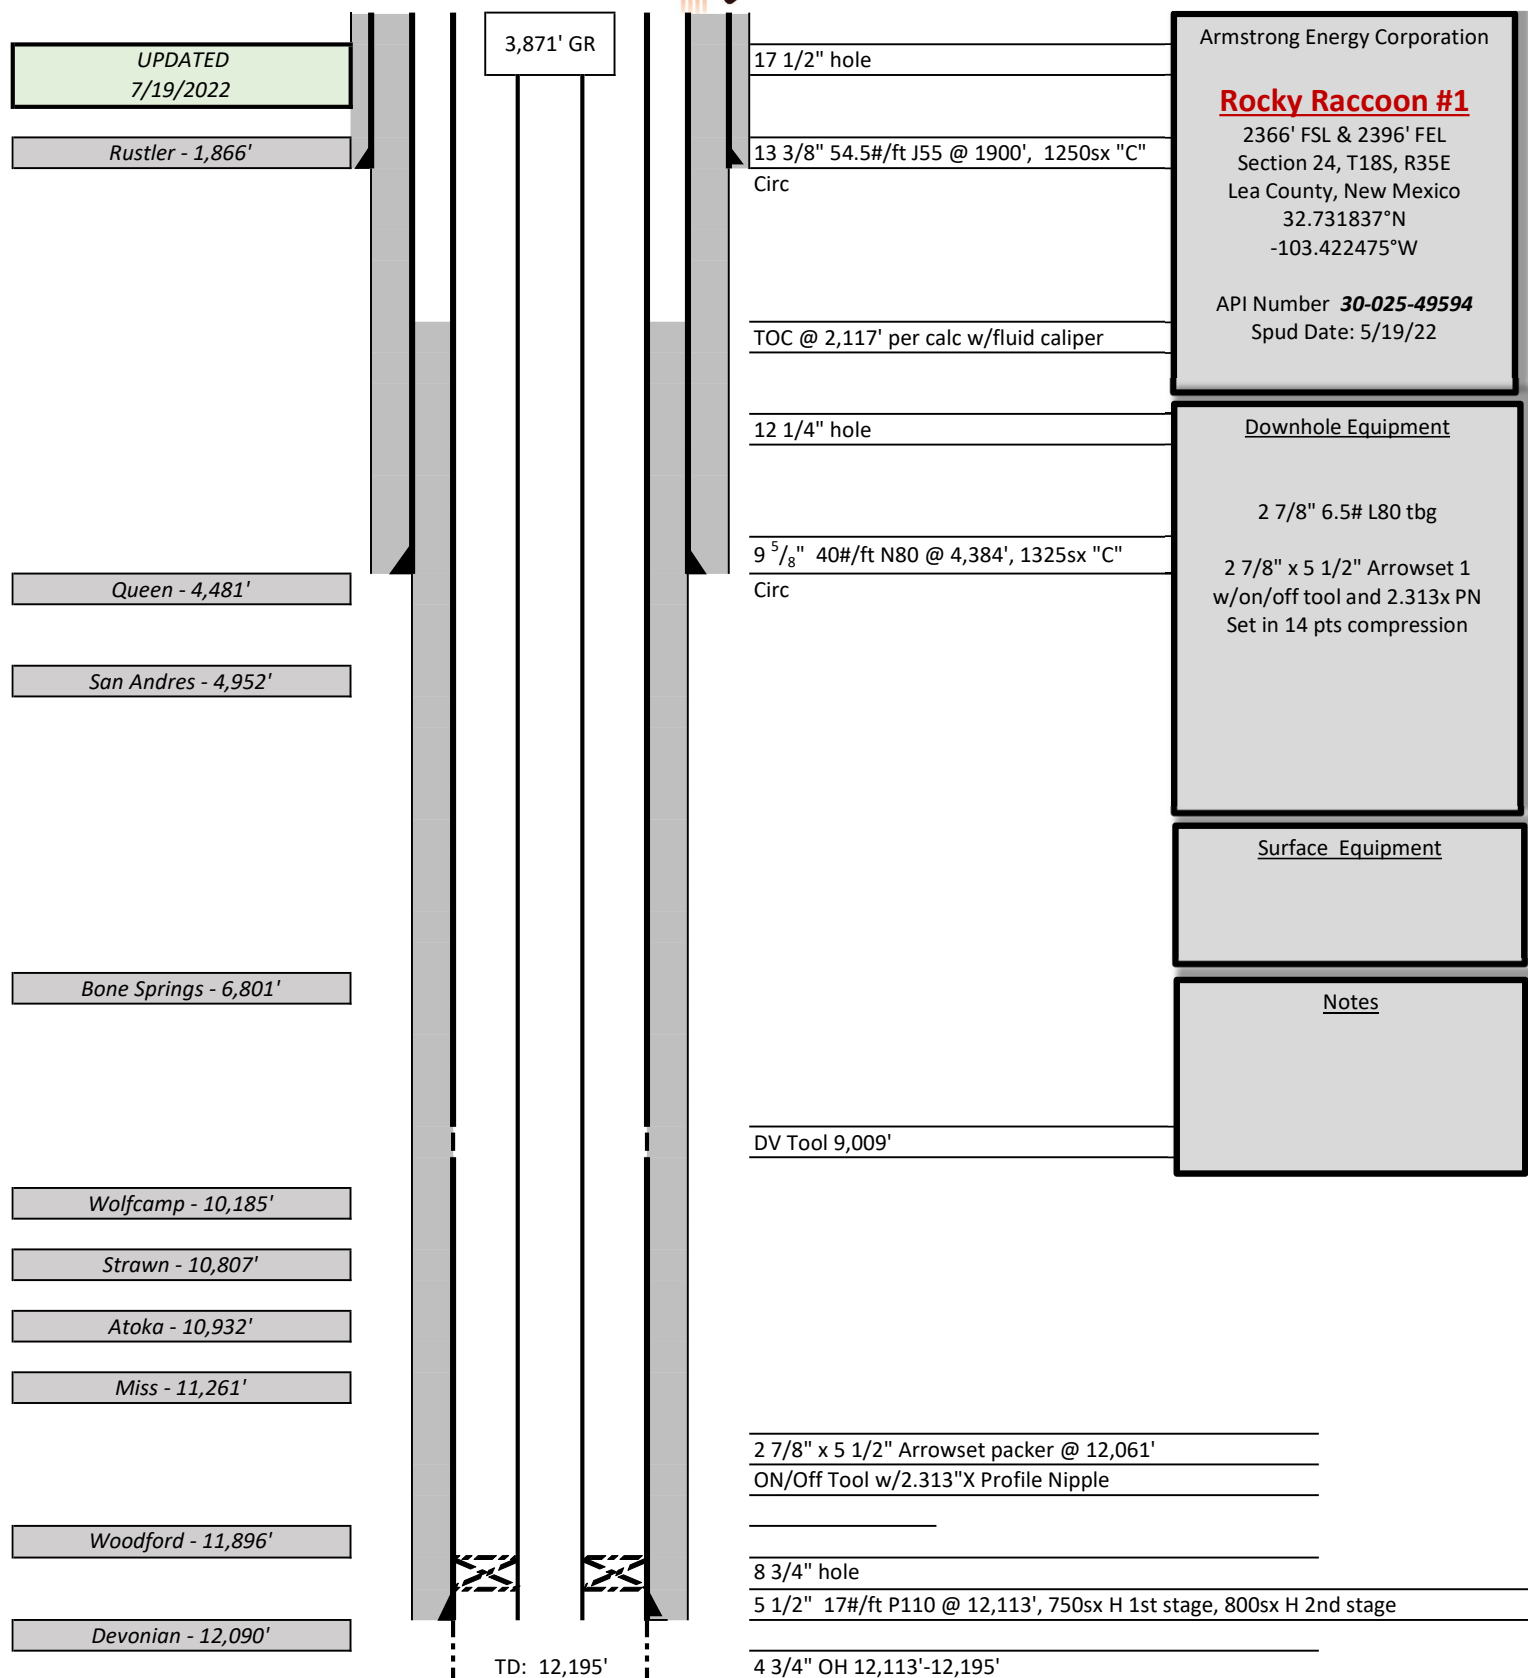 3,871' GR
UPDATED
7/19/2022
17 1/2" hole
Rustler - 1,866'
13 3/8" 54.5#/ft J55 @ 1900', 1250sx "C"
Circ
TOC @ 2,117' per calc w/fluid caliper
12 1/4" hole
9 5/8" 40#/ft N80 @ 4,384', 1325sx "C"
Circ
Queen - 4,481'
San Andres - 4,952'
Bone Springs - 6,801'
DV Tool 9,009'
Wolfcamp - 10,185'
Strawn - 10,807'
Atoka - 10,932'
Miss - 11,261'
2 7/8" x 5 1/2" Arrowset packer @ 12,061'
ON/Off Tool w/2.313"X Profile Nipple
Woodford - 11,896'
8 3/4" hole
5 1/2" 17#/ft P110 @ 12,113', 750sx H 1st stage, 800sx H 2nd stage
Devonian - 12,090'
TD: 12,195'
4 3/4" OH 12,113'-12,195'
Armstrong Energy Corporation
Rocky Raccoon #1
2366' FSL & 2396' FEL
Section 24, T18S, R35E
Lea County, New Mexico
32.731837°N
-103.422475°W
API Number 30-025-49594
Spud Date: 5/19/22
Downhole Equipment
2 7/8" 6.5# L80 tbg
2 7/8" x 5 1/2" Arrowset 1
w/on/off tool and 2.313x PN
Set in 14 pts compression
Surface Equipment
Notes